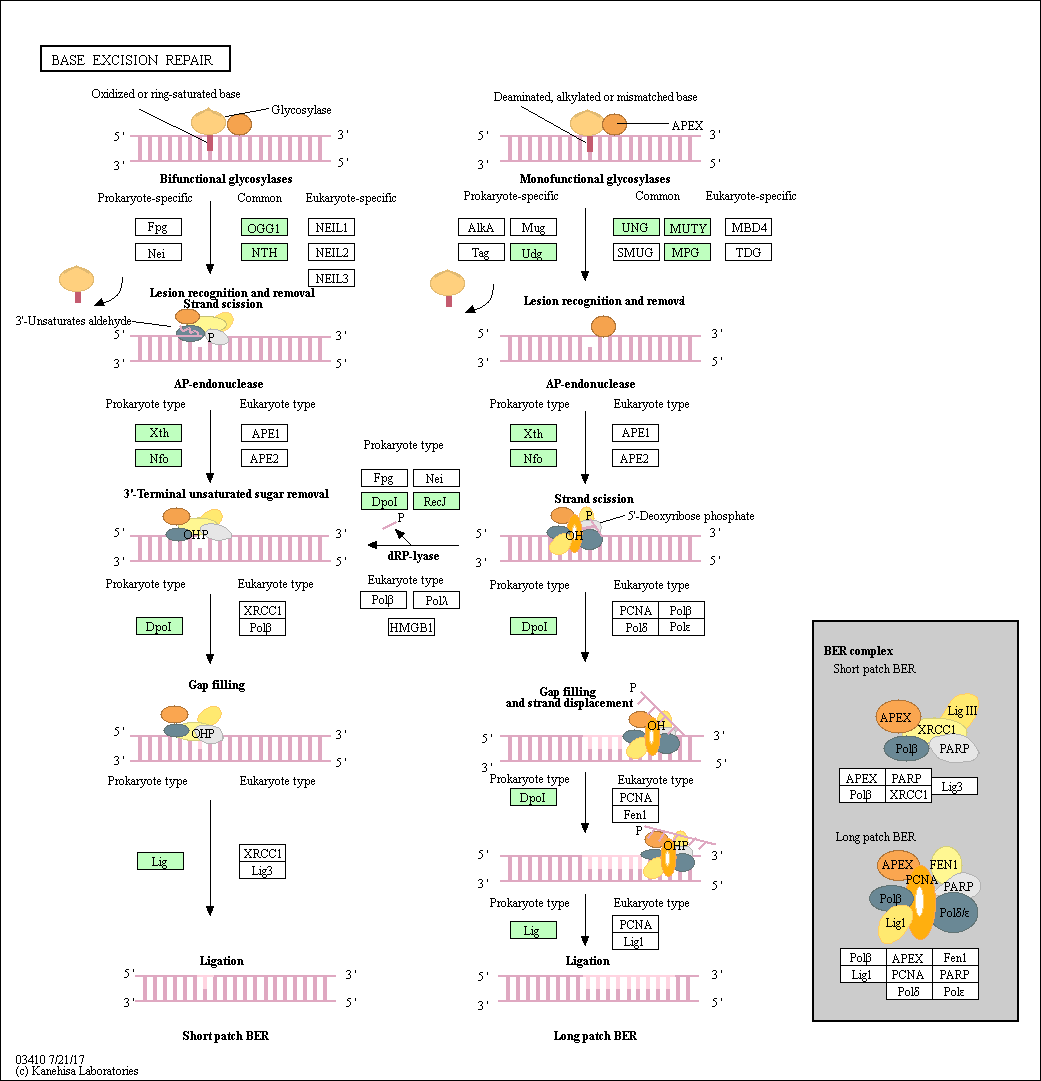 BASE EXCISION REPAIR
Oxidized or ring-saturated base
Glycosylase
5' 3'
3' 5'
Bifunctional glycosylases
Prokaryote-specific Common Eukaryote-specific
Fpg OGG1 NEIL1
Nei NTH NEIL2
NEIL3
Lesion recognition and removal
Strand scission
3'-Unsaturates aldehyde
P
5' 3'
3' 5'
AP-endonuclease
Prokaryote type Eukaryote type
Xth APE1
Nfo APE2
3'-Terminal unsaturated sugar removal
OHP
5' 3'
3' 5'
Prokaryote type Eukaryote type
XRCC1
DpoI Polβ
Gap filling
OHP
5' 3'
3' 5'
Prokaryote type Eukaryote type
XRCC1
Lig Lig3
Ligation
5' 3'
3' 5'
Short patch BER
Prokaryote type
Fpg Nei
DpoI RecJ
P
dRP-lyase
Eukaryote type
Polβ Polλ
HMGB1
Deaminated, alkylated or mismatched base
APEX
5' 3'
3' 5'
Monofunctional glycosylases
Prokaryote-specific Common Eukaryote-specific
AlkA Mug UNG MUTY MBD4
Tag Udg SMUG MPG TDG
Lesion recognition and removal
5' 3'
3' 5'
AP-endonuclease
Prokaryote type Eukaryote type
Xth APE1
Nfo APE2
Strand scission
P
5'-Deoxyribose phosphate
OH
5' 3'
3' 5'
Prokaryote type Eukaryote type
PCNA Polβ
DpoI Polδ Polε
Gap filling
and strand displacement
P
OH
5' 3'
3' 5'
Prokaryote type Eukaryote type
DpoI PCNA
Fen1
P
OHP
5' 3'
3' 5'
Prokaryote type Eukaryote type
PCNA
Lig Lig1
Ligation
5' 3'
3' 5'
Long patch BER
BER complex
Short patch BER
Lig III
APEX
XRCC1
Polβ PARP
APEX PARP
Polβ XRCC1 Lig3
Long patch BER
APEX FEN1
PCNA PARP
Polβ
Polδ/ε
Lig1
Polβ APEX Fen1
Lig1 PCNA PARP
Polδ Polε
03410 7/21/17
(c) Kanehisa Laboratories